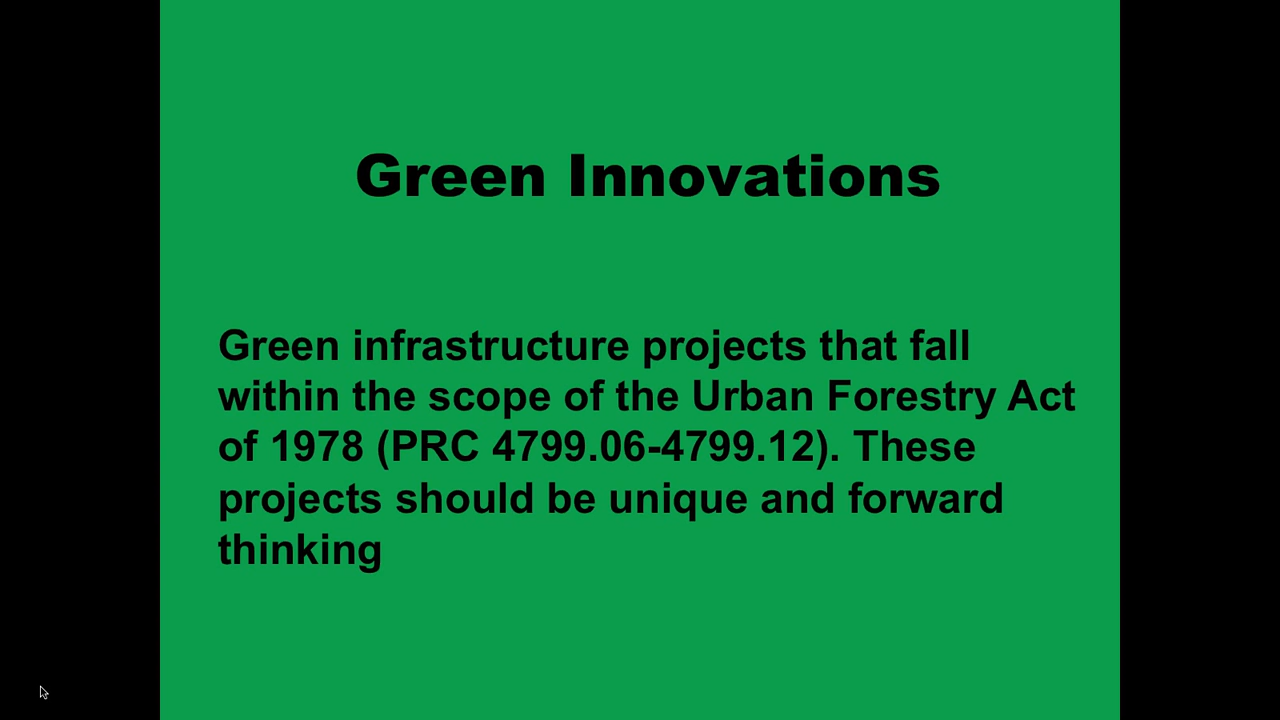 Green Innovations
Green infrastructure projects that fall
within the scope of the Urban Forestry Act
of 1978 (PRC 4799.06-4799.12). These
projects should be unique and forward
thinking